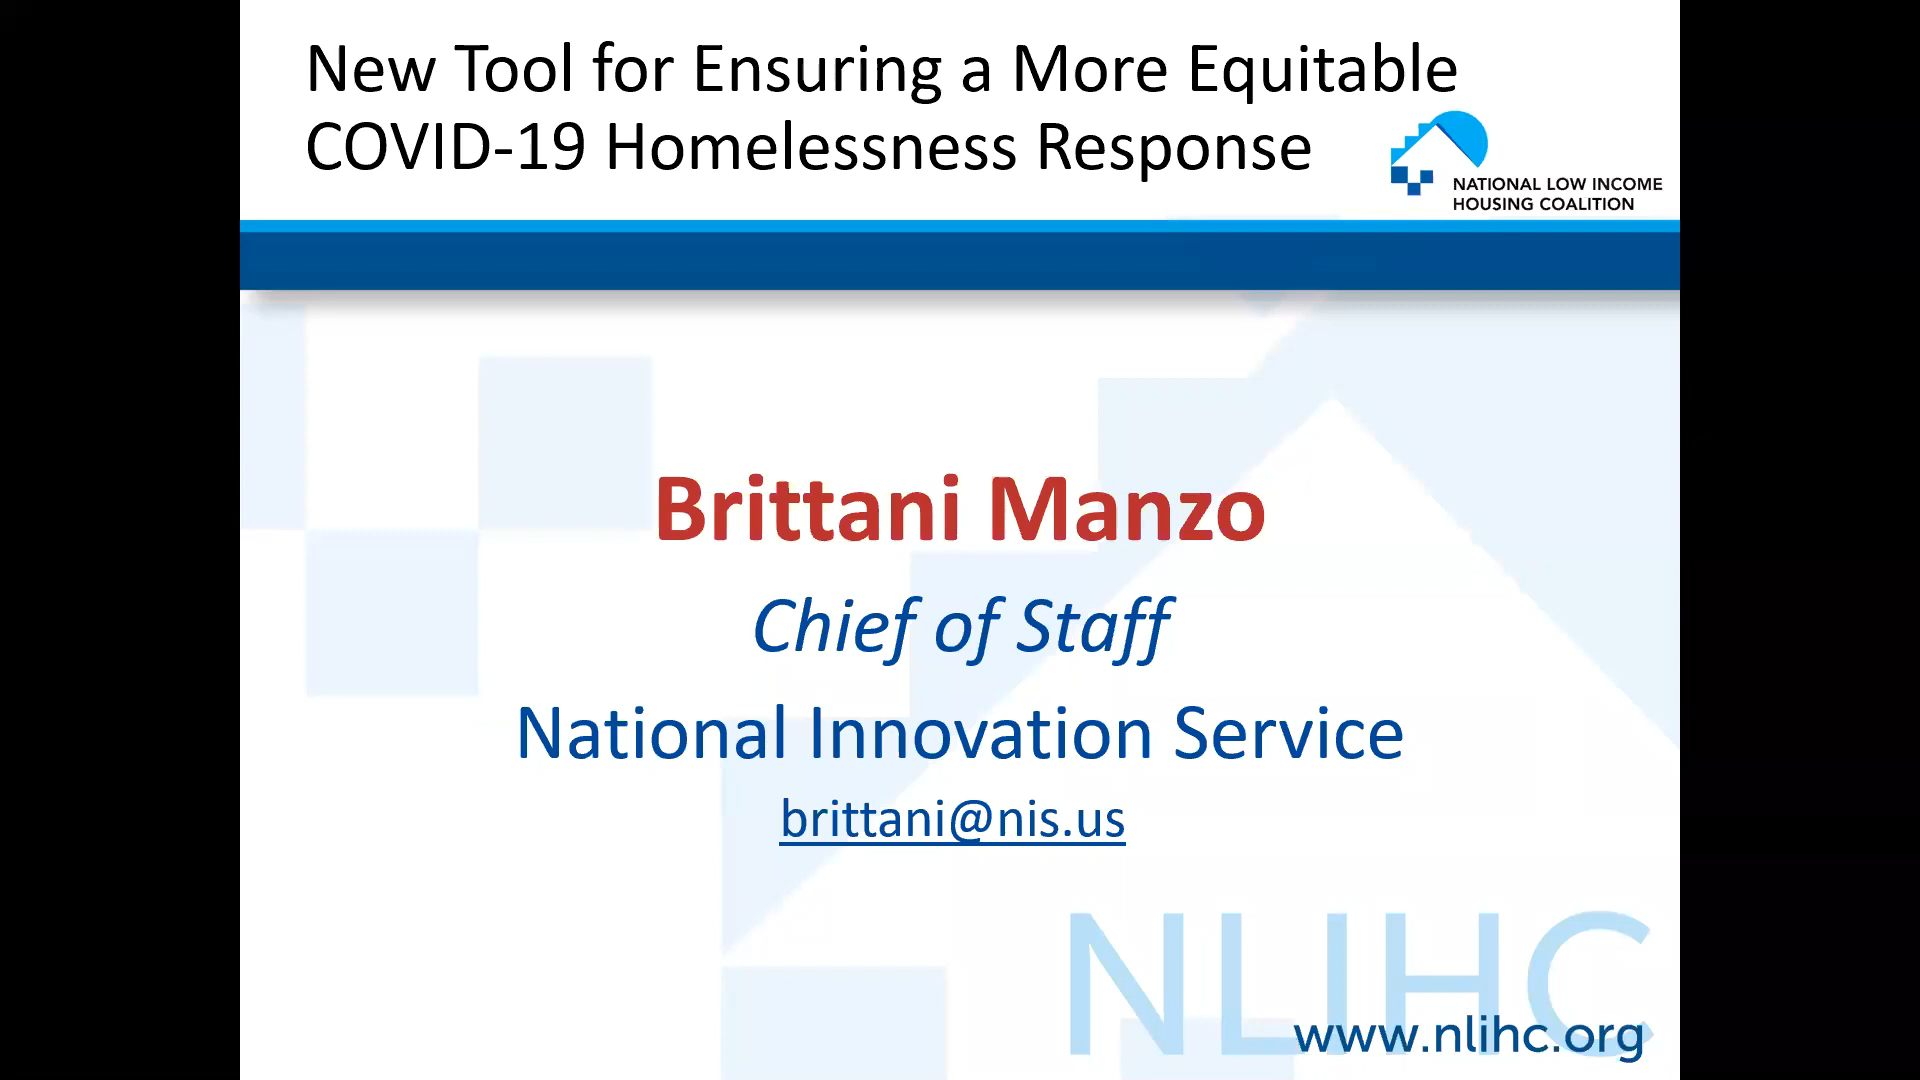 New Tool for Ensuring a More Equitable
COVID-19 Homelessness Response
NATIONAL LOW INCOME
HOUSING COALITION
Brittani Manzo
Chief of Staff
National Innovation Service
brittani@nis.us
NLIHC
www.nlihc.org